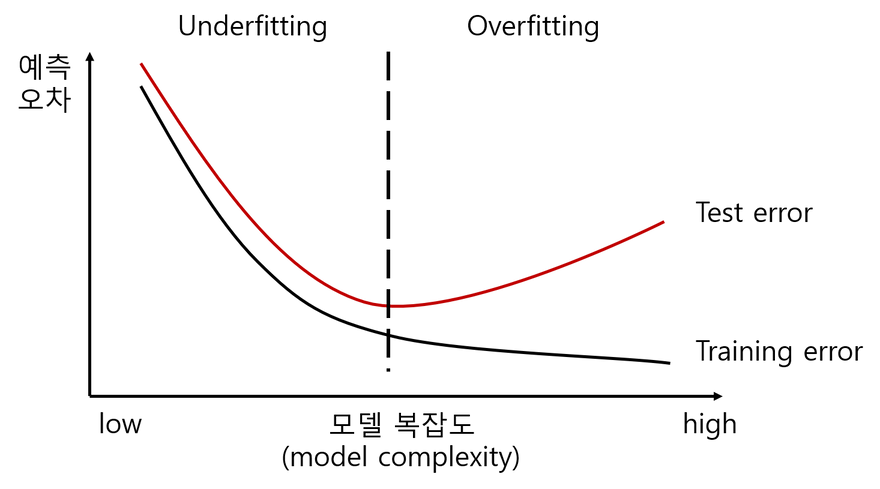 Underfitting
Overfitting
예측
오차
Test error
Training error
low
모델 복잡도
high
(model complexity)